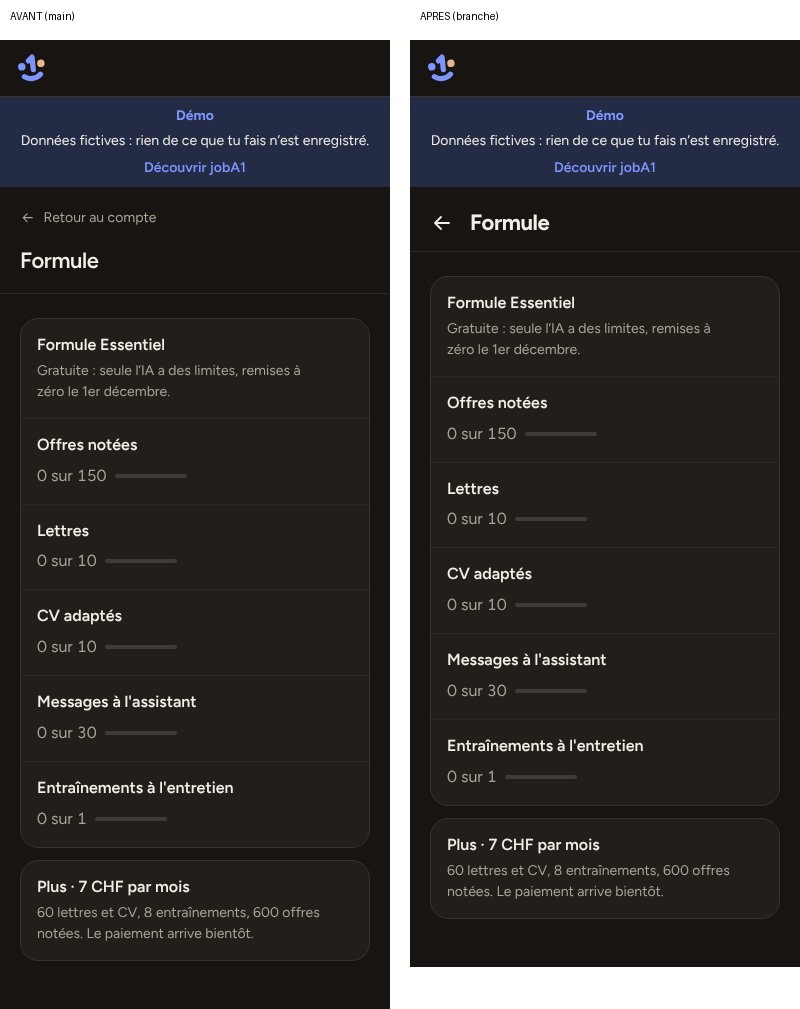 AVANT (main)
Démo
Données fictives : rien de ce que tu fais n’est enregistré.
Découvrir jobA1
← Retour au compte
Formule
Formule Essentiel
Gratuite : seule l’IA a des limites, remises à
zéro le 1er décembre.
Offres notées
0 sur 150
Lettres
0 sur 10
CV adaptés
0 sur 10
Messages à l'assistant
0 sur 30
Entraînements à l'entretien
0 sur 1
Plus · 7 CHF par mois
60 lettres et CV, 8 entraînements, 600 offres
notées. Le paiement arrive bientôt.
APRES (branche)
Démo
Données fictives : rien de ce que tu fais n’est enregistré.
Découvrir jobA1
← Formule
Formule Essentiel
Gratuite : seule l’IA a des limites, remises à
zéro le 1er décembre.
Offres notées
0 sur 150
Lettres
0 sur 10
CV adaptés
0 sur 10
Messages à l'assistant
0 sur 30
Entraînements à l'entretien
0 sur 1
Plus · 7 CHF par mois
60 lettres et CV, 8 entraînements, 600 offres
notées. Le paiement arrive bientôt.